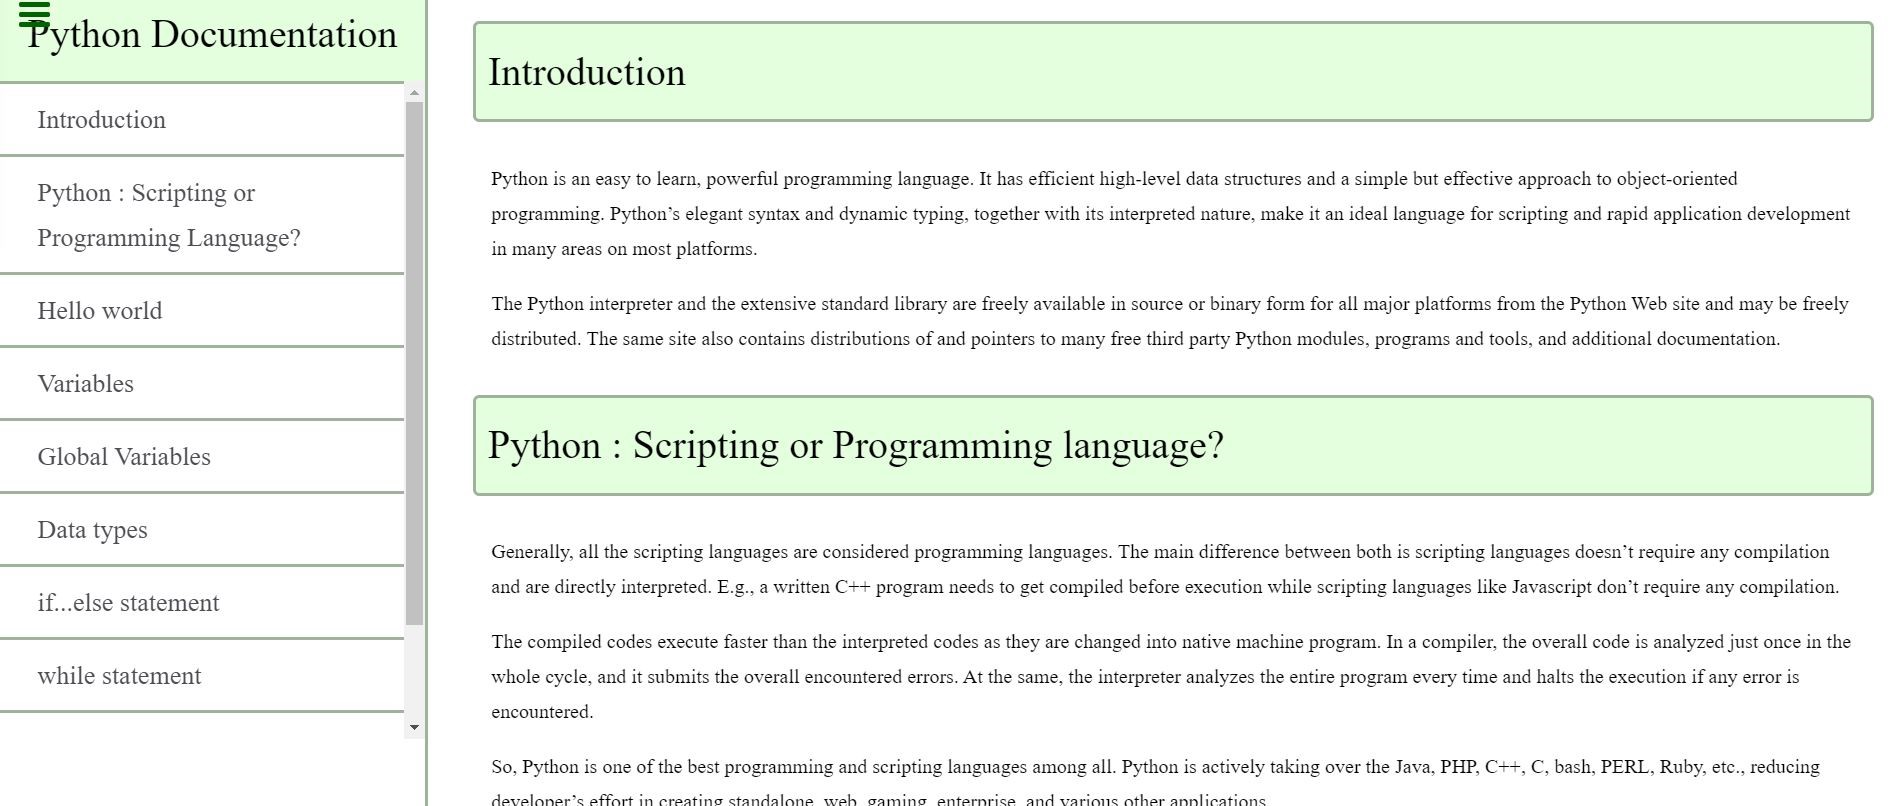 Python Documentation
Introduction
Python : Scripting or
Programming Language?
Hello world
Variables
Global Variables
Data types
if...else statement
while statement
Introduction
Python is an easy to learn, powerful programming language. It has efficient high-level data structures and a simple but effective approach to object-oriented
programming. Python’s elegant syntax and dynamic typing, together with its interpreted nature, make it an ideal language for scripting and rapid application development
in many areas on most platforms.
The Python interpreter and the extensive standard library are freely available in source or binary form for all major platforms from the Python Web site and may be freely
distributed. The same site also contains distributions of and pointers to many free third party Python modules, programs and tools, and additional documentation.
Python : Scripting or Programming language?
Generally, all the scripting languages are considered programming languages. The main difference between both is scripting languages doesn’t require any compilation
and are directly interpreted. E.g., a written C++ program needs to get compiled before execution while scripting languages like Javascript don’t require any compilation.
The compiled codes execute faster than the interpreted codes as they are changed into native machine program. In a compiler, the overall code is analyzed just once in the
whole cycle, and it submits the overall encountered errors. At the same, the interpreter analyzes the entire program every time and halts the execution if any error is
encountered.
So, Python is one of the best programming and scripting languages among all. Python is actively taking over the Java, PHP, C++, C, bash, PERL, Ruby, etc., reducing
developer’s effort in creating standalone, web, gaming, enterprise, and various other applications.